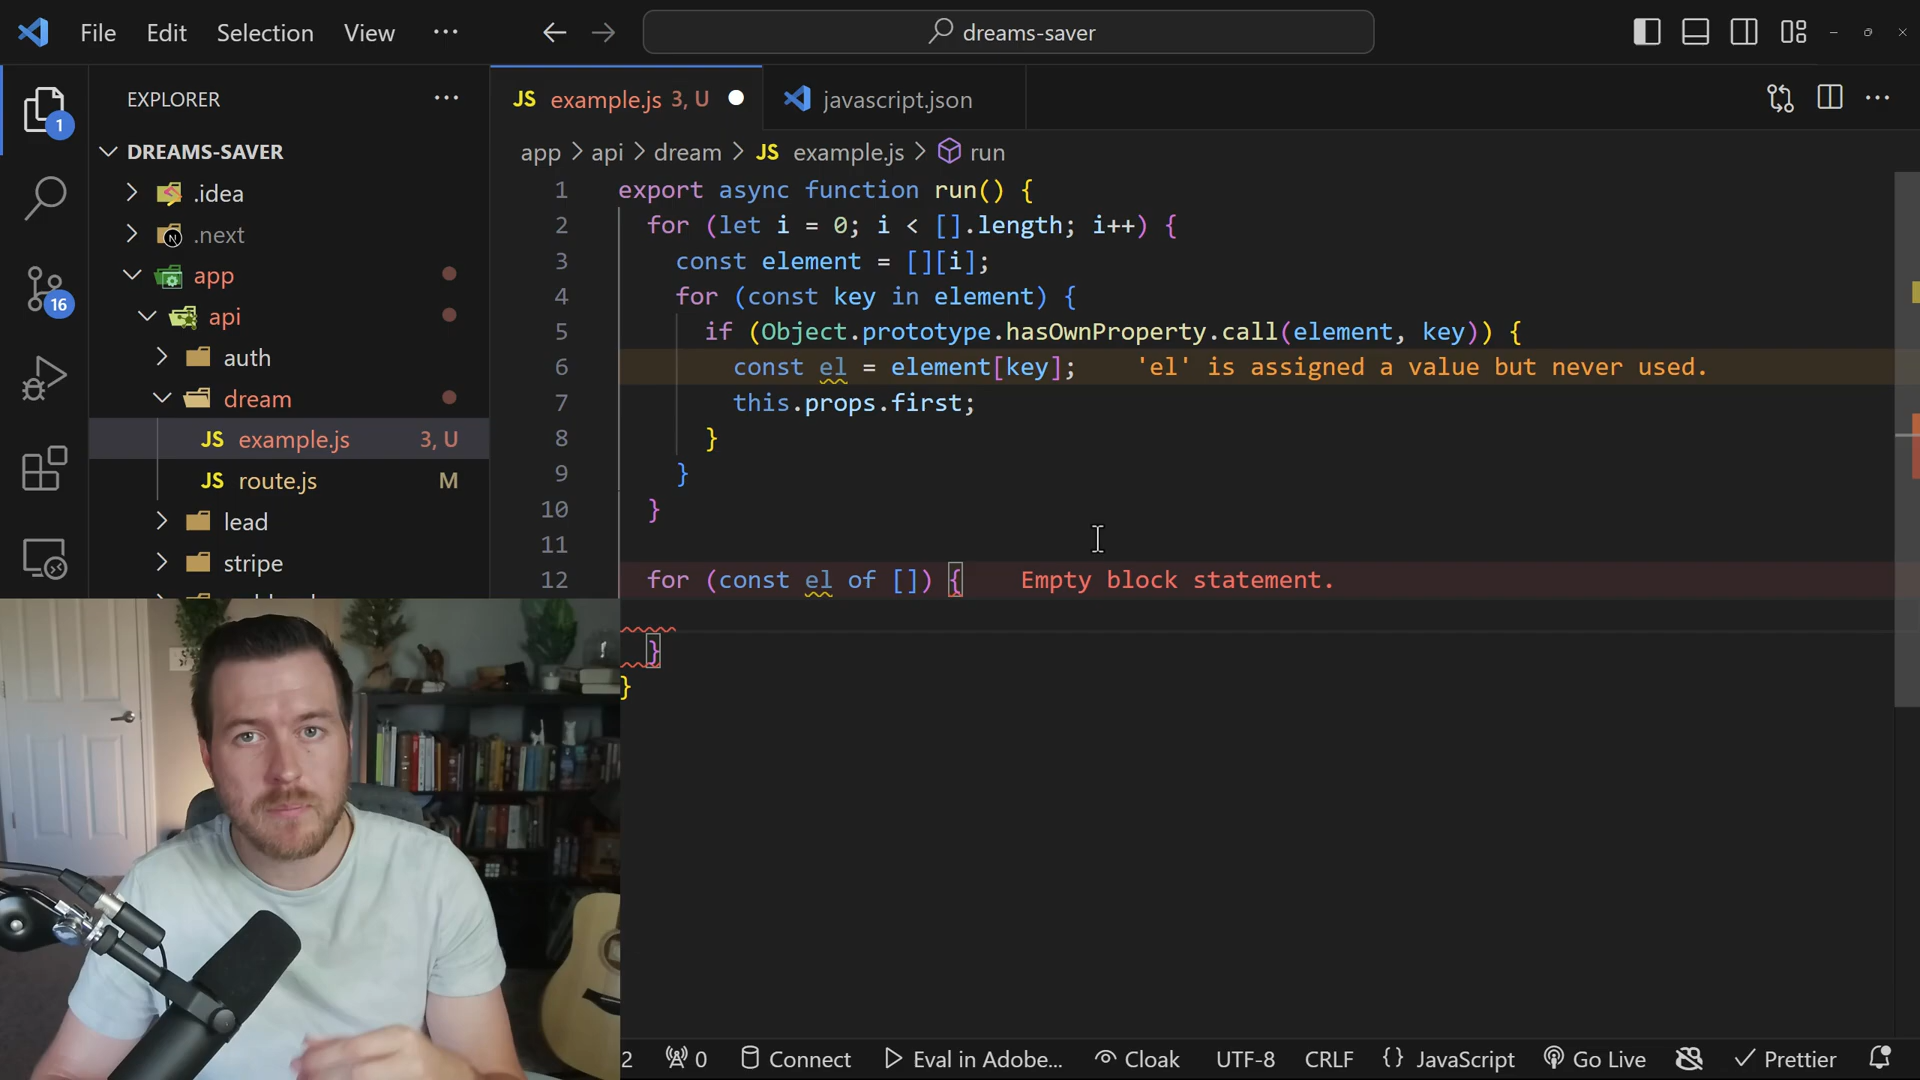 File Edit Selection View ··· dreams-saver
EXPLORER ···
DREAMS-SAVER
.idea
.next
app
api
auth
dream
JS example.js 3, U
JS route.js M
lead
stripe
1
16
JS example.js 3, U
javascript.json
app > api > dream > JS example.js > run
1 export async function run() {
2 for (let i = 0; i < [].length; i++) {
3 const element = [][i];
4 for (const key in element) {
5 if (Object.prototype.hasOwnProperty.call(element, key)) {
6 const el = element[key]; 'el' is assigned a value but never used.
7 this.props.first;
8 }
9 }
10 }
11
12 for (const el of []) { Empty block statement.
}
}
2 0 Connect Eval in Adobe... Cloak UTF-8 CRLF {} JavaScript Go Live Prettier